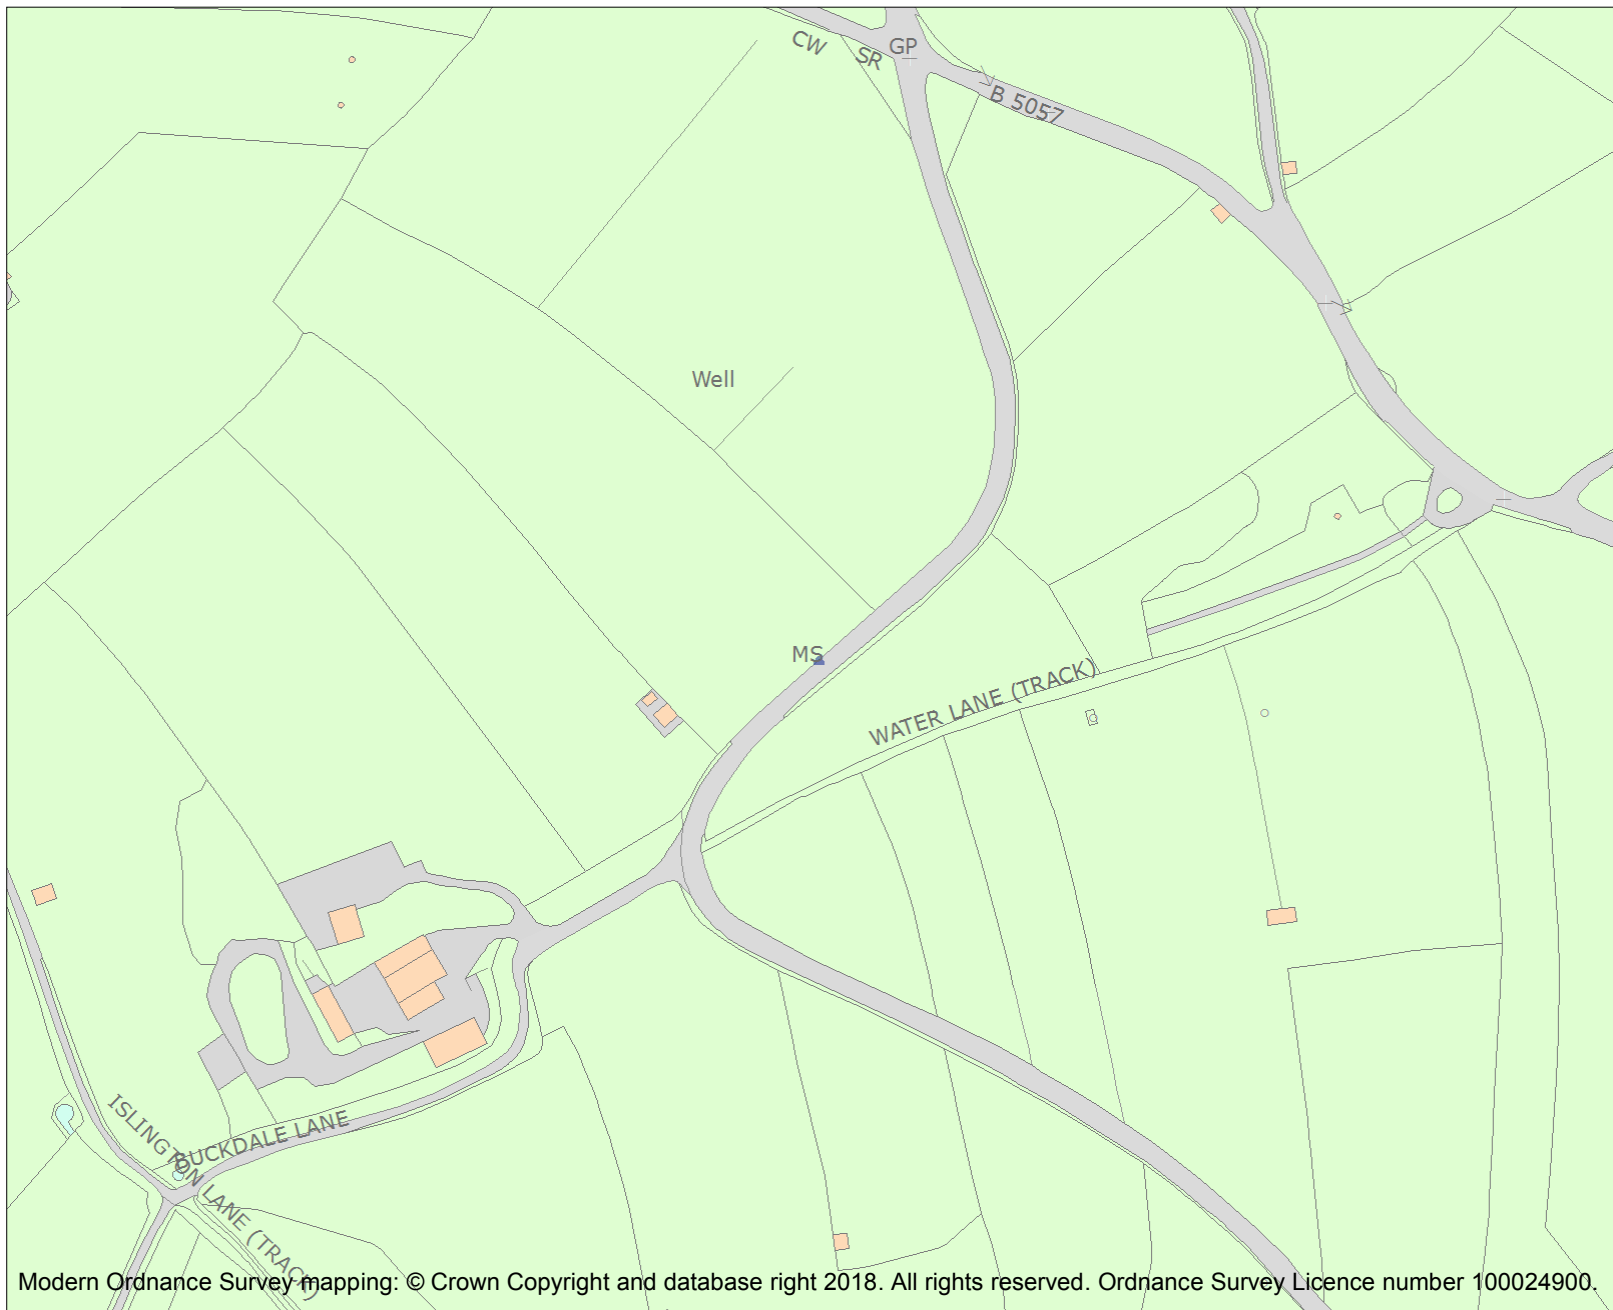 CW
SR
GP
B 5057
Well
MS
WATER LANE (TRACK)
BUCKDALE LANE
ISLINGTON LANE (TRACK)
Modern Ordnance Survey mapping: © Crown Copyright and database right 2018. All rights reserved. Ordnance Survey Licence number 100024900.